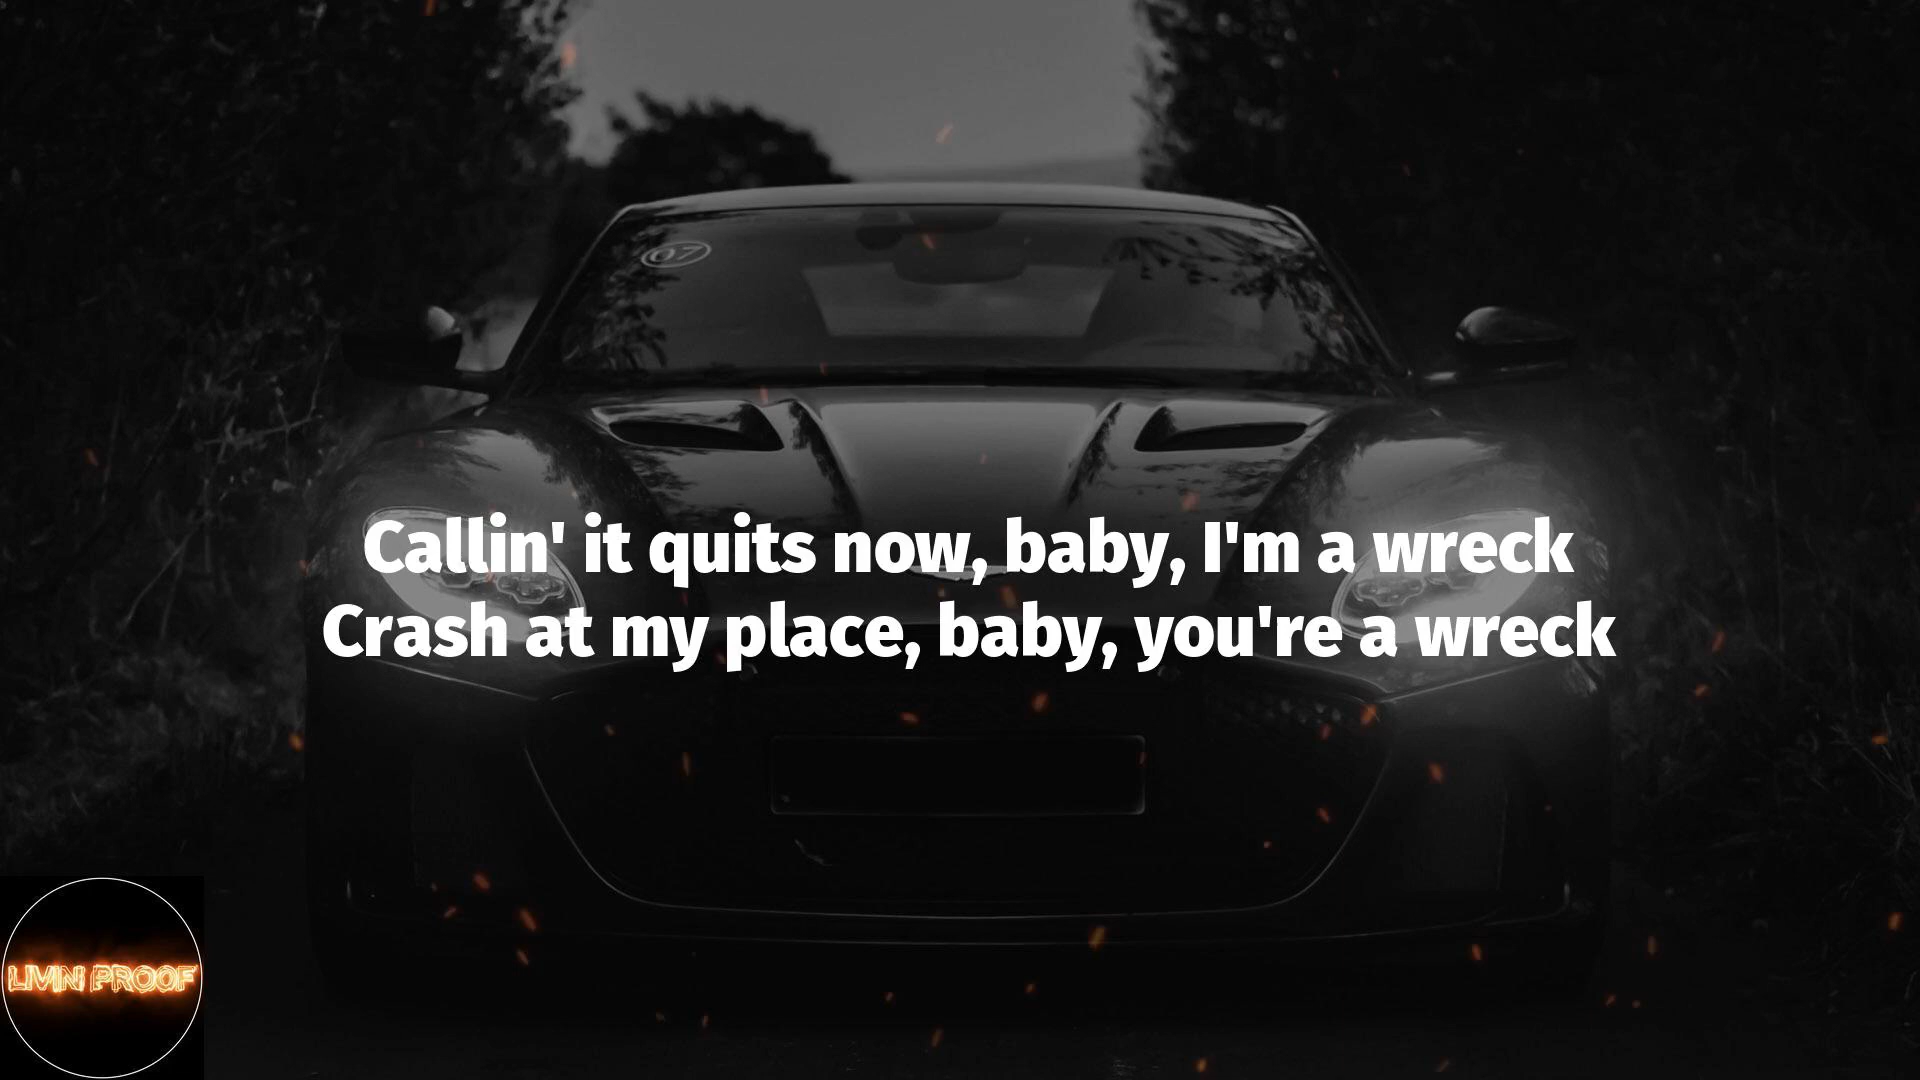 07
Callin' it quits now, baby, I'm a wreck
Crash at my place, baby, you're a wreck
LIVIN PROOF